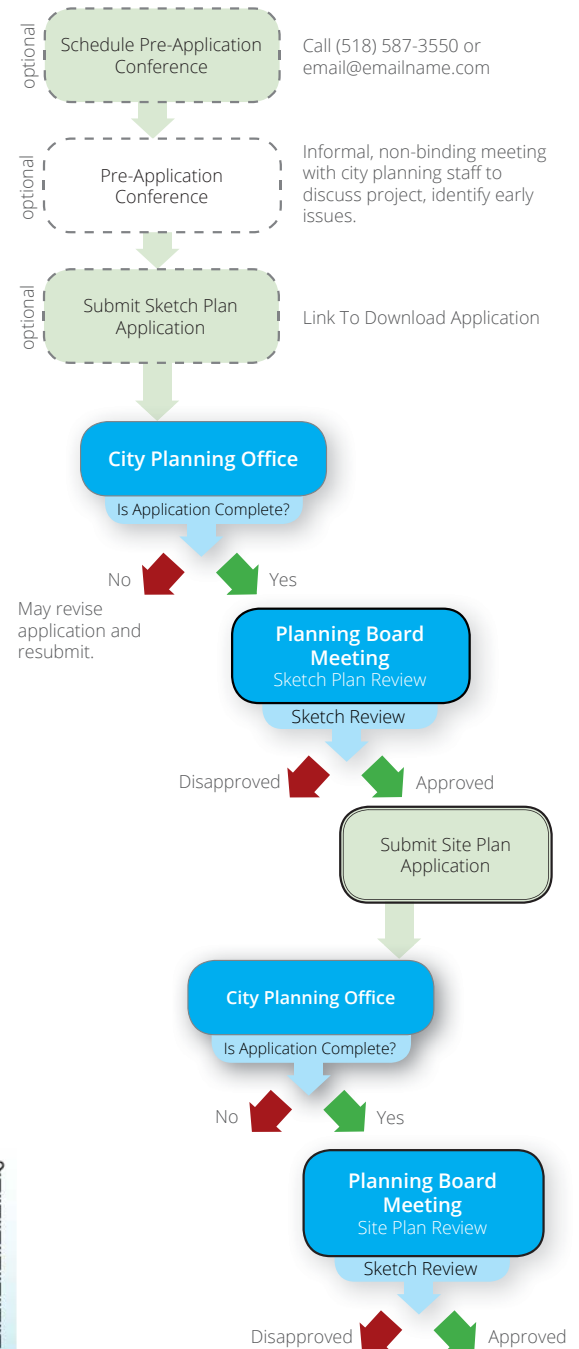 optional
Schedule Pre-Application
Conference
Call (518) 587-3550 or
email@emailname.com
optional
Pre-Application
Conference
Informal, non-binding meeting
with city planning staff to
discuss project, identify early
issues.
optional
Submit Sketch Plan
Application
Link To Download Application
City Planning Office
Is Application Complete?
No
Yes
May revise
application and
resubmit.
Planning Board
Meeting
Sketch Plan Review
Sketch Review
Disapproved
Approved
Submit Site Plan
Application
City Planning Office
Is Application Complete?
No
Yes
Planning Board
Meeting
Site Plan Review
Sketch Review
Disapproved
Approved